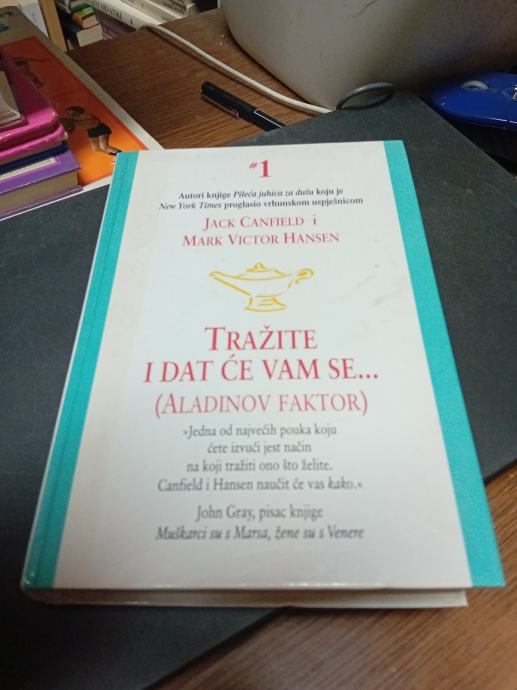 #1
Autori knjige Pileća juhica za dušu koju je
New York Times proglasio vrhunskom uspješnicom
JACK CANFIELD i
MARK VICTOR HANSEN
TRAŽITE
I DAT ĆE VAM SE...
(ALADINOV FAKTOR)
»Jedna od najvećih pouka koju
ćete izvući jest način
na koji tražiti ono što želite.
Canfield i Hansen naučit će vas kako.«
John Gray, pisac knjige
Muškarci su s Marsa, žene su s Venere